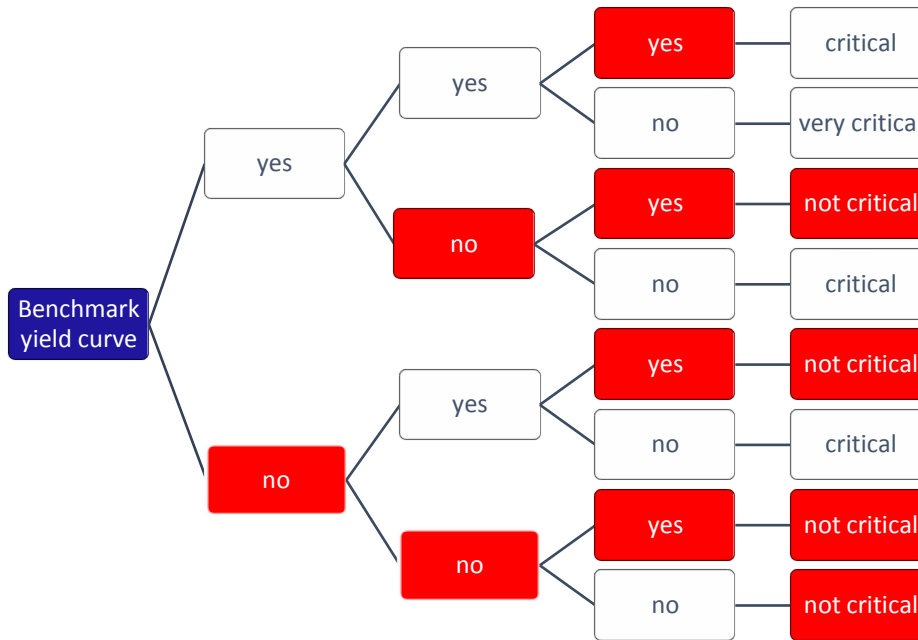 yes
critical
yes
no
very critical
yes
yes
not critical
no
no
critical
Benchmark
yield curve
yes
not critical
yes
no
critical
no
yes
not critical
no
no
not critical